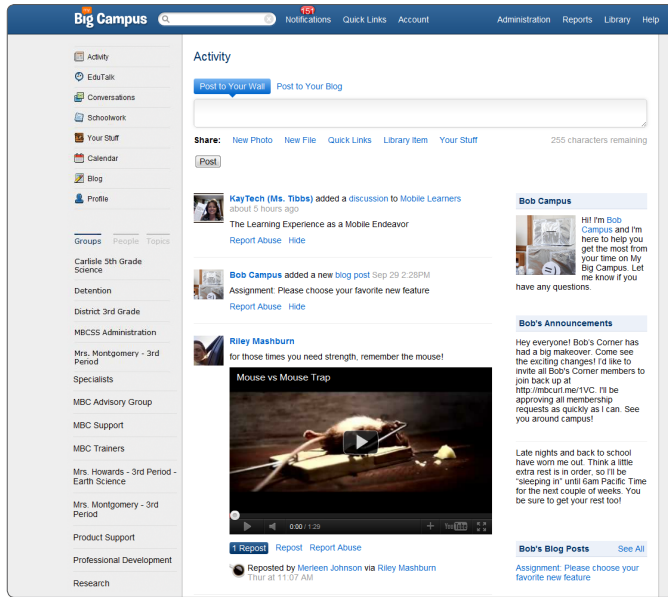 my
Big Campus
151
Notifications Quick Links Account
Administration Reports Library Help
Activity
EduTalk
Conversations
Schoolwork
Your Stuff
Calendar
Blog
Profile
Groups People Topics
Carlisle 5th Grade
Science
Detention
District 3rd Grade
MBCSS Administration
Mrs. Montgomery - 3rd
Period
Specialists
MBC Advisory Group
MBC Support
MBC Trainers
Mrs. Howards - 3rd Period -
Earth Science
Mrs. Montgomery - 3rd
Period
Product Support
Professional Development
Research
Activity
Post to Your Wall Post to Your Blog
Share: New Photo New File Quick Links Library Item Your Stuff
255 characters remaining
Post
KayTech (Ms. Tibbs) added a discussion to Mobile Learners
about 5 hours ago
The Learning Experience as a Mobile Endeavor
Report Abuse Hide
Bob Campus added a new blog post Sep 29 2:28PM
Assignment: Please choose your favorite new feature
Report Abuse Hide
Riley Mashburn
for those times you need strength, remember the mouse!
Mouse vs Mouse Trap
0:00 / 1:29
YouTube
1 Repost Repost Report Abuse
Reposted by Merleen Johnson via Riley Mashburn
Thur at 11:07 AM
Bob Campus
Hi! I'm Bob
Campus and I'm
here to help you
get the most from
your time on My
Big Campus. Let
me know if you
have any questions.
Bob's Announcements
Hey everyone! Bob's Corner has
had a big makeover. Come see
the exciting changes! I'd like to
invite all Bob's Corner members to
join back up at
http://mbcurl.me/1VC. I'll be
approving all membership
requests as quickly as I can. See
you around campus!
Late nights and back to school
have worn me out. Think a little
extra rest is in order, so I'll be
"sleeping in" until 6am Pacific Time
for the next couple of weeks. You
be sure to get your rest too!
Bob's Blog Posts See All
Assignment: Please choose your
favorite new feature